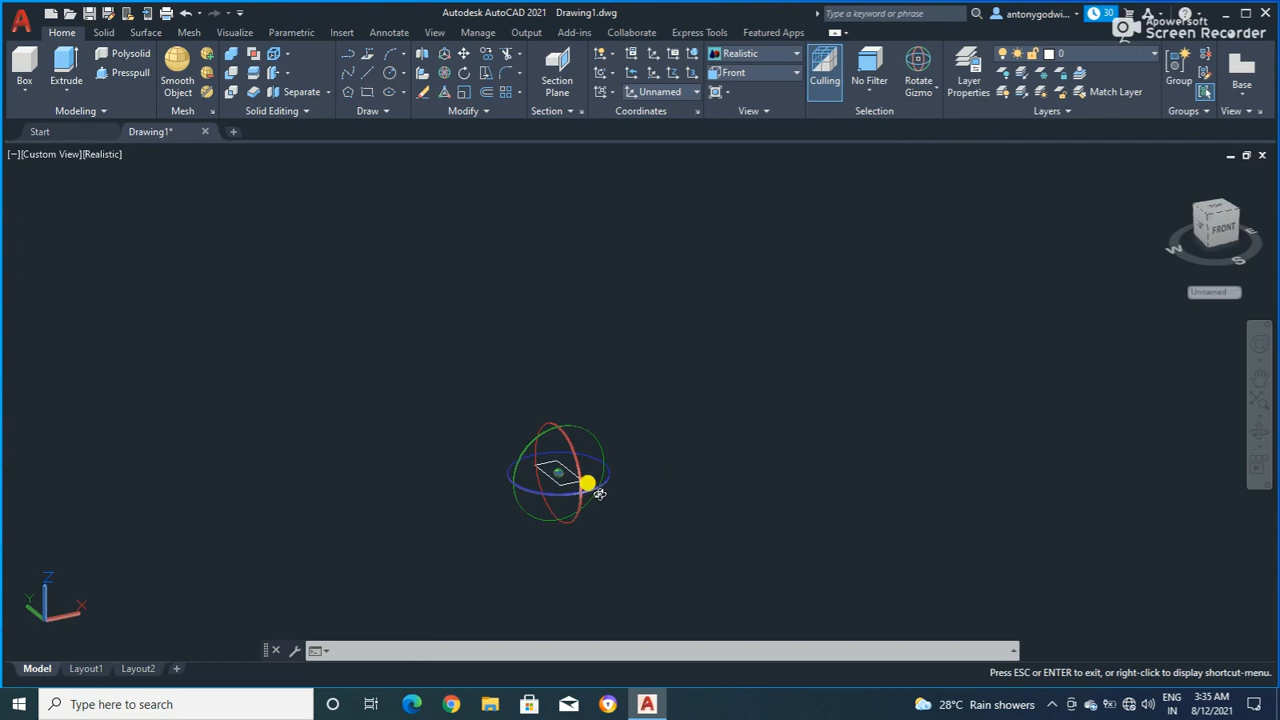 Autodesk AutoCAD 2021 Drawing1.dwg
Type a keyword or phrase
antonygodwi...
30
Apowersoft
Screen Recorder
Home Solid Surface Mesh Visualize Parametric Insert Annotate View Manage Output Add-ins Collaborate Express Tools Featured Apps
Box
Extrude
Polysolid
Presspull
Smooth
Object
Separate
Section
Plane
Realistic
Front
Unnamed
Culling
No Filter
Rotate
Gizmo
Layer
Properties
0
Match Layer
Group
Base
Modeling
Mesh
Solid Editing
Draw
Modify
Section
Coordinates
View
Selection
Layers
Groups
View
Start
Drawing1*
[−][Custom View][Realistic]
TOP
FRONT
W
E
S
Unnamed
Z
Y
X
Model
Layout1
Layout2
Press ESC or ENTER to exit, or right-click to display shortcut-menu.
Type here to search
28°C Rain showers
ENG
IN
3:35 AM
8/12/2021